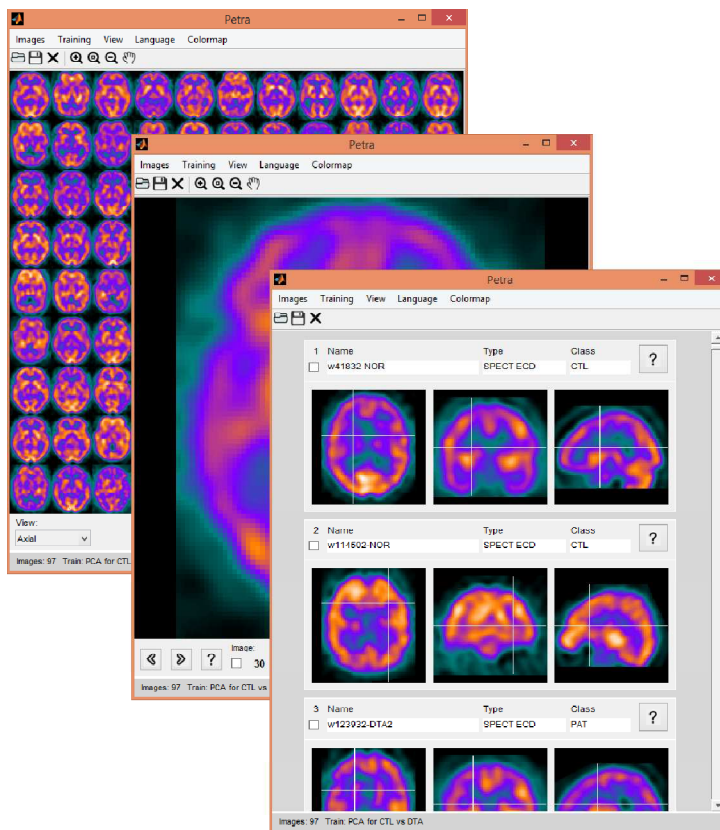 Petra
Images Training View Language Colormap
View:
Axial
Images: 97 Train: PCA for CTL
Petra
Images Training View Language Colormap
Image:
? 30
Images: 97 Train: PCA for CTL vs
Petra
Images Training View Language Colormap
1 Name Type Class
w41832-NOR SPECT ECD CTL ?
2 Name Type Class
w114502-NOR SPECT ECD CTL ?
3 Name Type Class
w123932-DTA2 SPECT ECD PAT ?
Images: 97 Train: PCA for CTL vs DTA